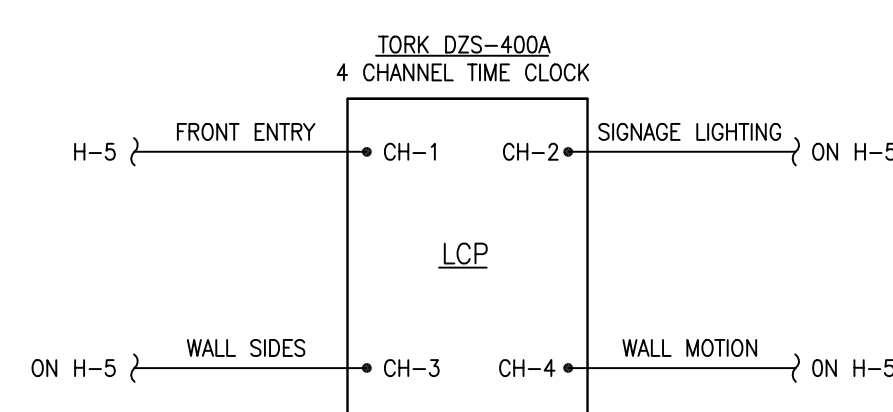 TORK DZS-400A
4 CHANNEL TIME CLOCK
H-5 FRONT ENTRY CH-1 CH-2 SIGNAGE LIGHTING ON H-5
LCP
ON H-5 WALL SIDES CH-3 CH-4 WALL MOTION ON H-5